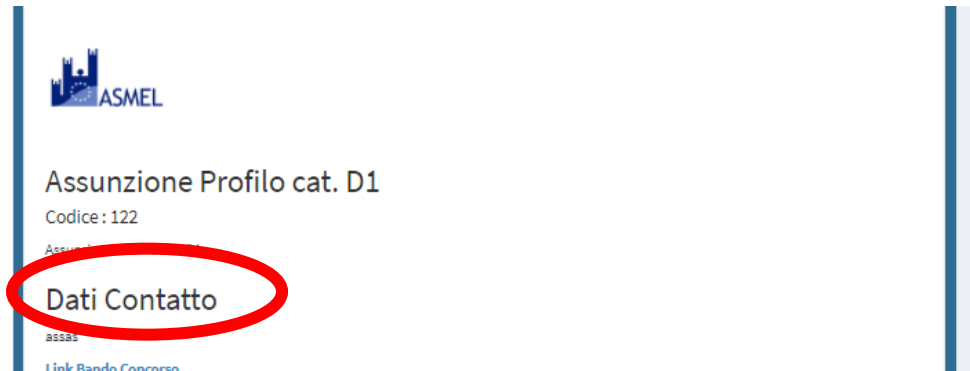 ASMEL
Assunzione Profilo cat. D1
Codice : 122
Dati Contatto
assas
Link Bando Concorso